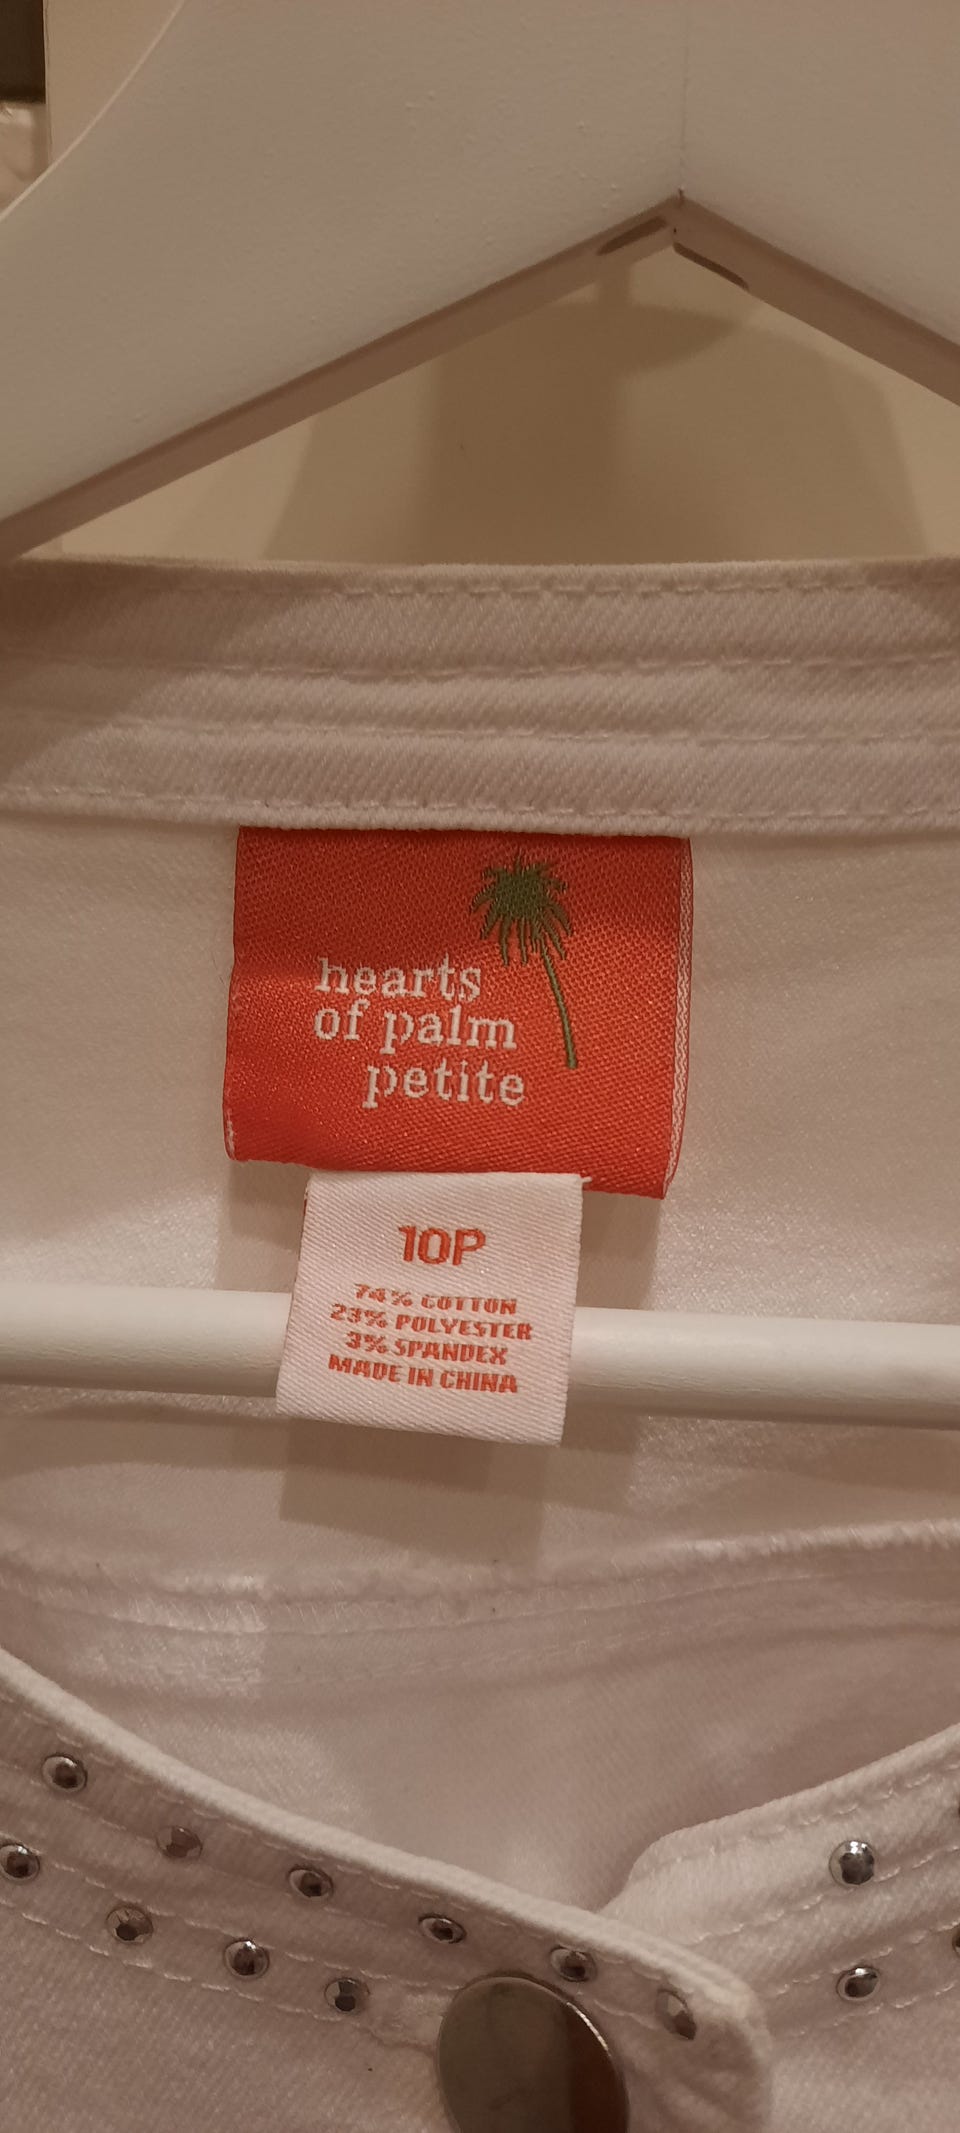 hearts
of palm
petite
10P
74% COTTON
23% POLYESTER
3% SPANDEX
MADE IN CHINA